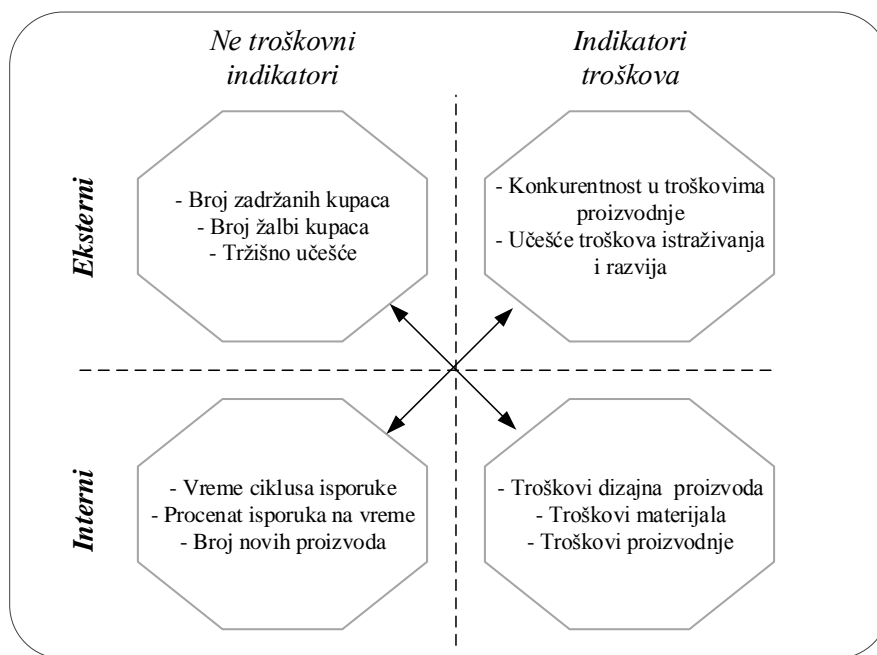 Ne troškovni
indikatori
Indikatori
troškova
Eksterni
- Broj zadržanih kupaca
- Broj žalbi kupaca
- Tržišno učešće
- Konkurentnost u troškovima
proizvodnje
- Učešće troškova istraživanja
i razvija
Interni
- Vreme ciklusa isporuke
- Procenat isporuka na vreme
- Broj novih proizvoda
- Troškovi dizajna proizvoda
- Troškovi materijala
- Troškovi proizvodnje